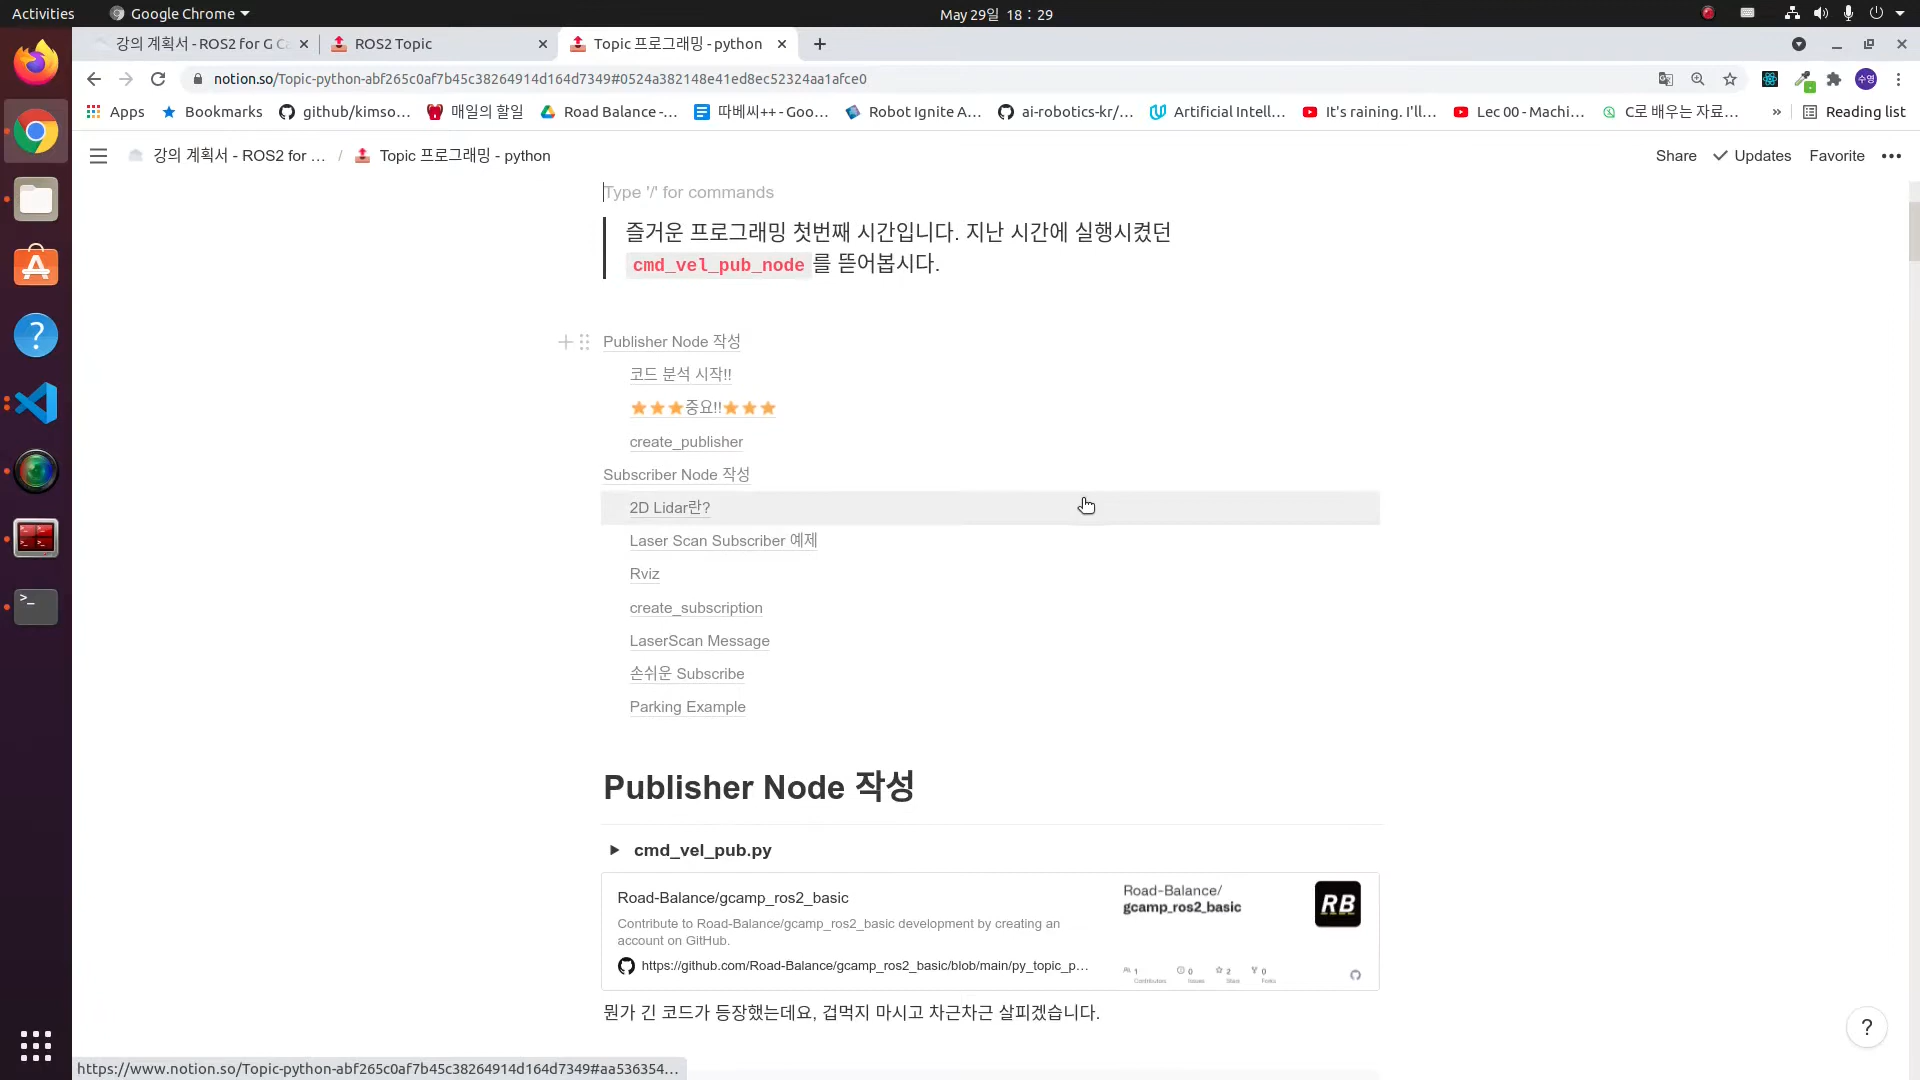 Activities
Google Chrome
May 29일 18 : 29
강의 계획서 - ROS2 for G Ca
ROS2 Topic
Topic 프로그래밍 - python
notion.so/Topic-python-abf265c0af7b45c38264914d164d7349#0524a382148e41ed8ec52324aa1afce0
수영
Apps
Bookmarks
github/kimso...
매일의 할일
Road Balance -...
따베씨++ - Goo...
Robot Ignite A...
ai-robotics-kr/...
Artificial Intell...
It's raining. I'll...
Lec 00 - Machi...
C로 배우는 자료...
»
Reading list
강의 계획서 - ROS2 for ... / Topic 프로그래밍 - python
Share
Updates
Favorite
Type '/' for commands
즐거운 프로그래밍 첫번째 시간입니다. 지난 시간에 실행시켰던
cmd_vel_pub_node 를 뜯어봅시다.
Publisher Node 작성
코드 분석 시작!!
⭐⭐⭐중요!!⭐⭐⭐
create_publisher
Subscriber Node 작성
2D Lidar란?
Laser Scan Subscriber 예제
Rviz
create_subscription
LaserScan Message
손쉬운 Subscribe
Parking Example
Publisher Node 작성
cmd_vel_pub.py
Road-Balance/gcamp_ros2_basic
Contribute to Road-Balance/gcamp_ros2_basic development by creating an
account on GitHub.
https://github.com/Road-Balance/gcamp_ros2_basic/blob/main/py_topic_p...
Road-Balance/
gcamp_ros2_basic
RB
1
Contributors
0
Issues
2
Stars
0
Forks
뭔가 긴 코드가 등장했는데요, 겁먹지 마시고 차근차근 살피겠습니다.
?
https://www.notion.so/Topic-python-abf265c0af7b45c38264914d164d7349#aa536354...